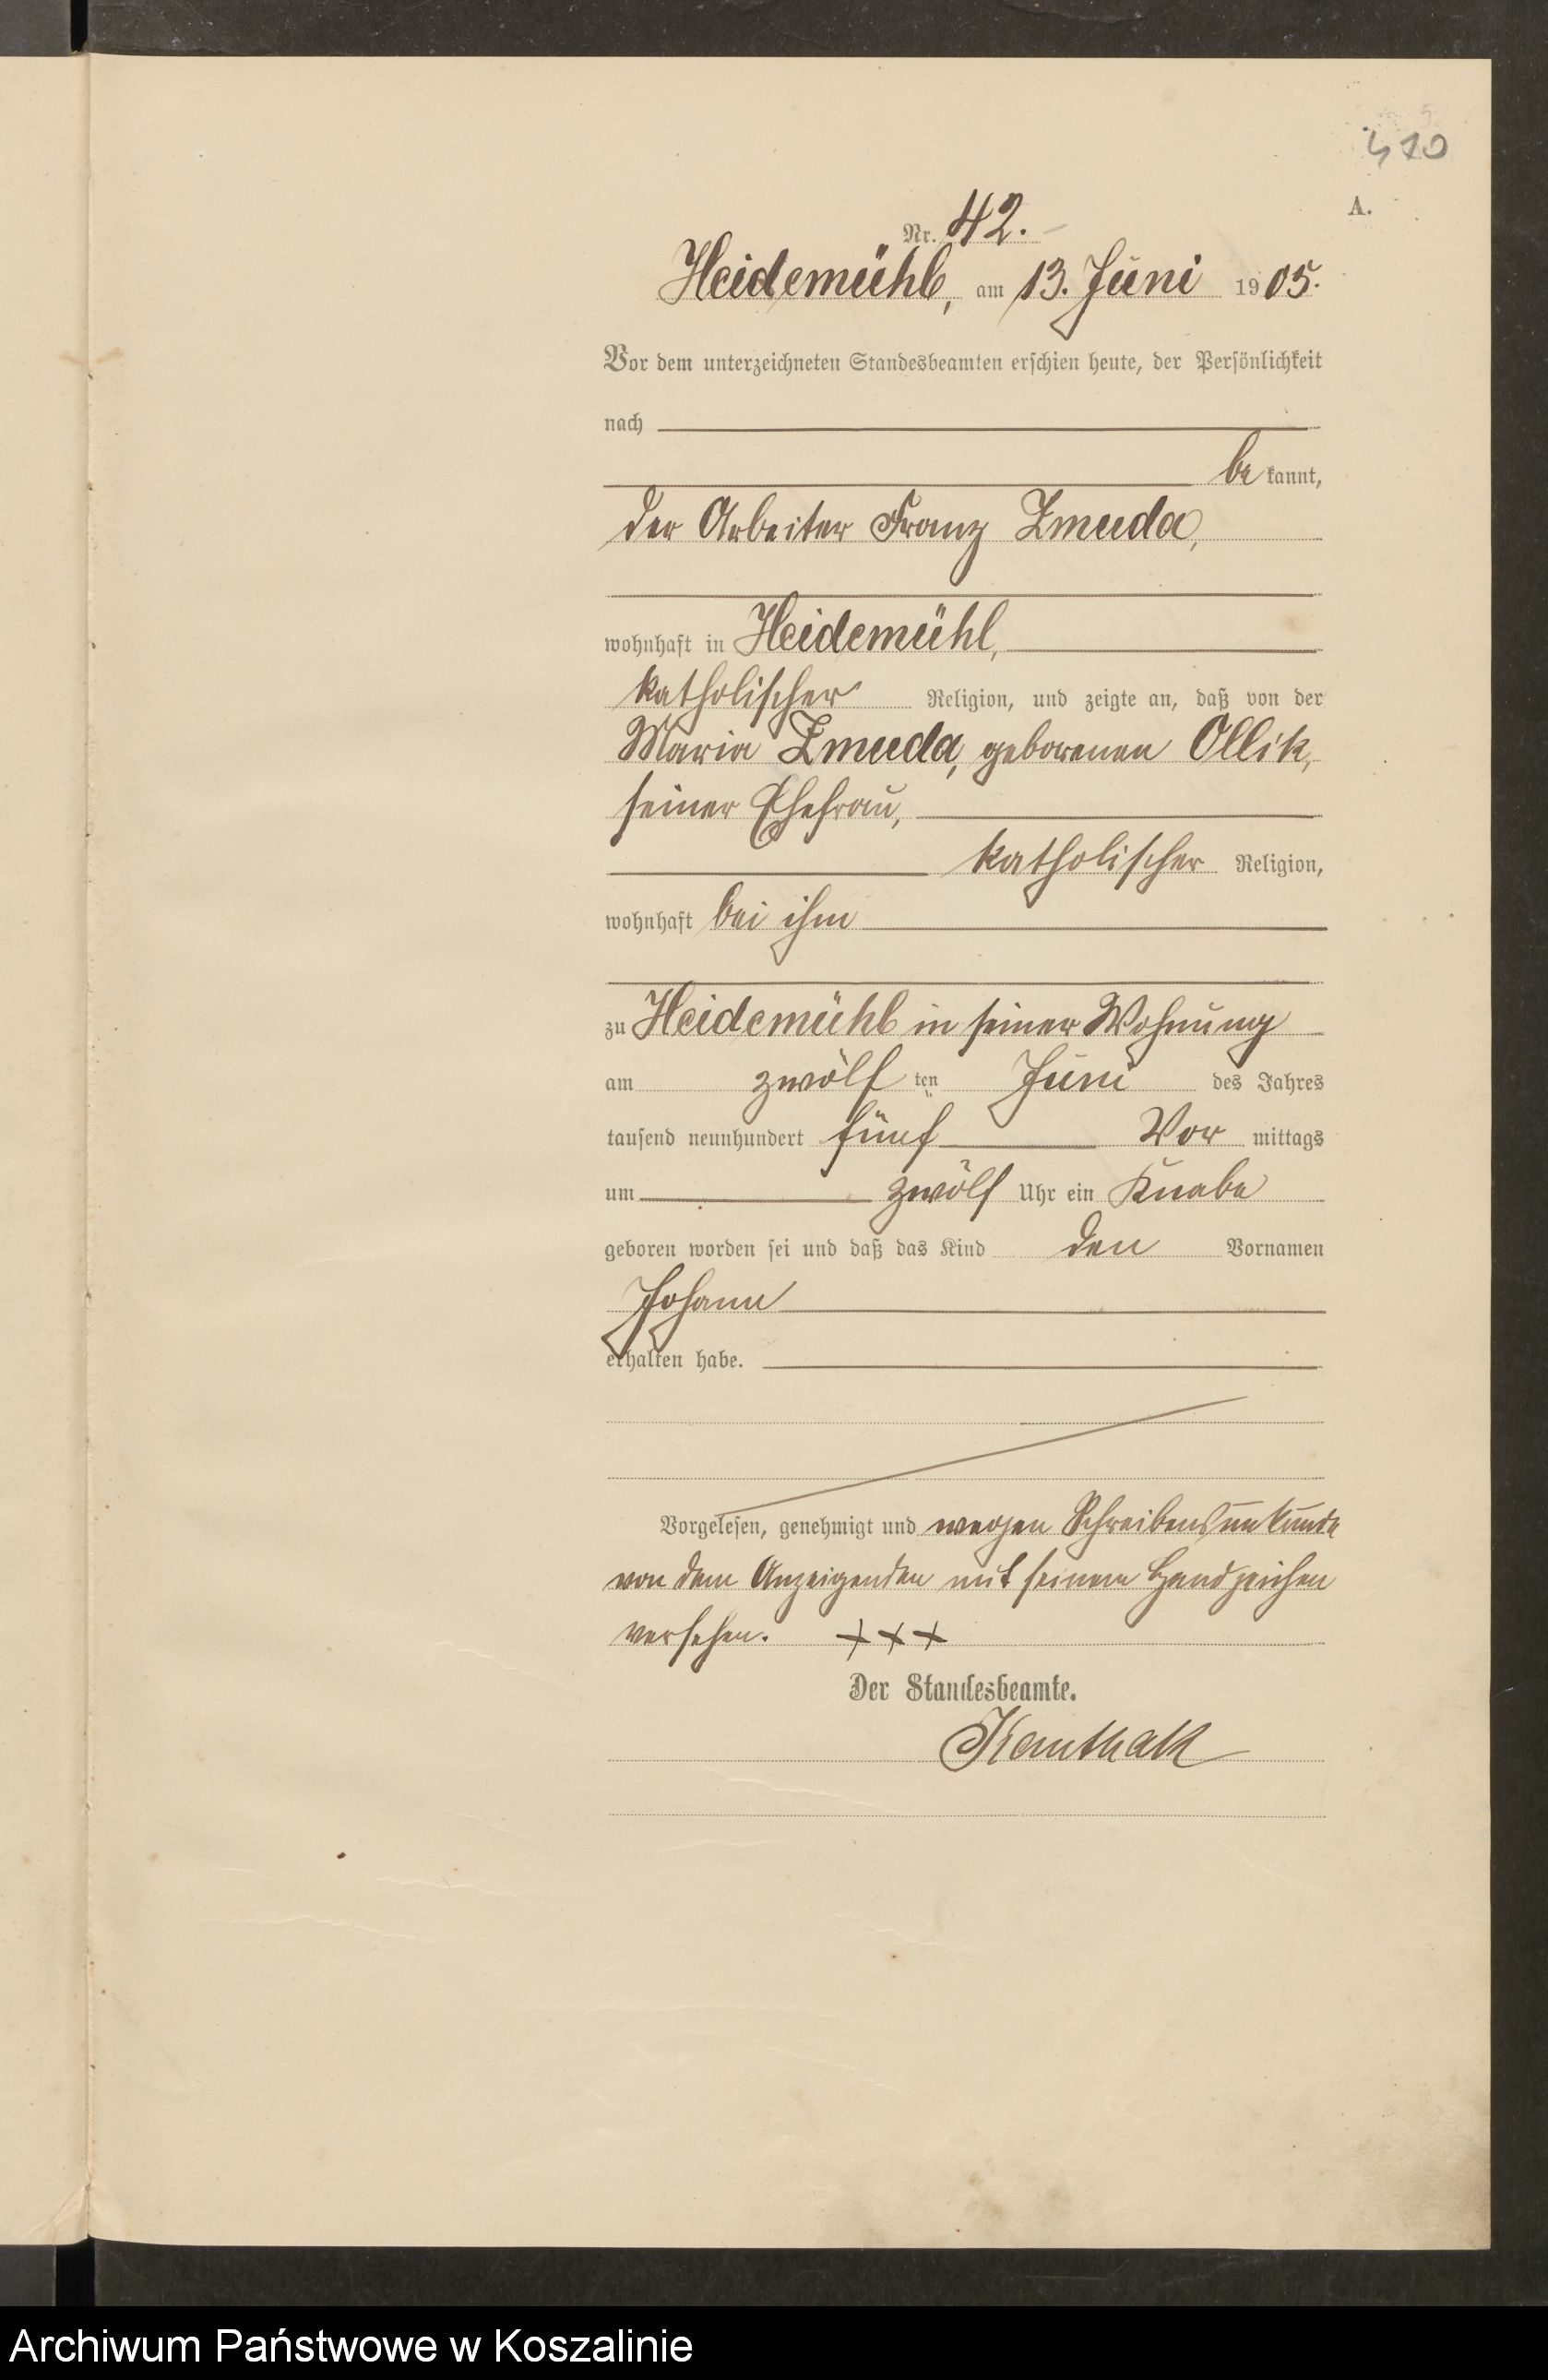 410
A.
Nr. 42.
Heidemühl, am 13. Juni 1905.
Vor dem unterzeichneten Standesbeamten erschien heute, der Persönlichkeit
nach
bekannt,
der Arbeiter Franz Zmuda,
wohnhaft in Heidemühl,
katholischer Religion, und zeigte an, daß von der
Maria Zmuda, geborenen Ollik,
seiner Ehefrau,
katholischer Religion,
wohnhaft bei ihm
zu Heidemühl in seiner Wohnung
am zwölften Juni des Jahres
tausend neunhundert fünf Vormittags
um zwölf Uhr ein Knabe
geboren worden sei und daß das Kind den Vornamen
Johann
erhalten habe.
Vorgelesen, genehmigt und wegen Schreibensunkunde
von dem Anzeigenden mit seinem Handzeichen
versehen. +++
Der Standesbeamte.
Kanthak
Archiwum Państwowe w Koszalinie